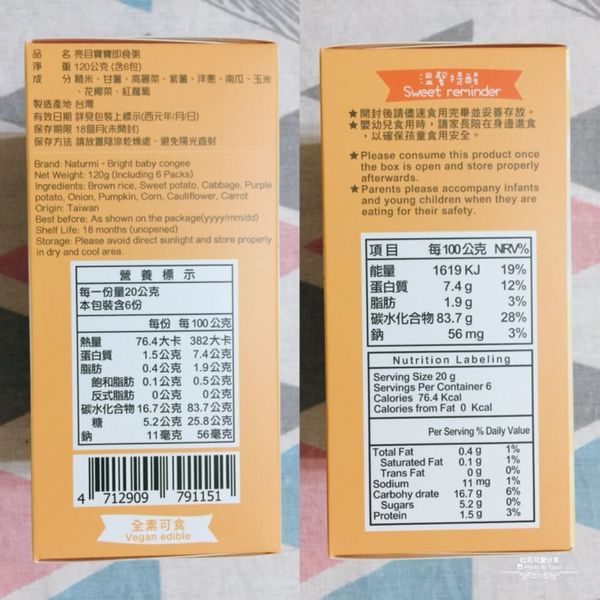 品　名 亮目寶寶即食粥
淨　重 120公克 (含6包)
成　分 糙米、甘薯、高麗菜、紫薯、洋蔥、南瓜、玉米
、花椰菜、紅蘿蔔
製造產地 台灣
有效日期 詳見包裝上標示(西元年/月/日)
保存期限 18個月(未開封)
保存方法 請放置陰涼乾燥處、避免陽光直射
Brand: Naturmi - Bright baby congee
Net Weight: 120g (Including 6 Packs)
Ingredients: Brown rice, Sweet potato, Cabbage, Purple
potato, Onion, Pumpkin, Corn, Cauliflower, Carrot
Origin: Taiwan
Best before: As shown on the package(yyyy/mm/dd)
Shelf Life: 18 months (unopened)
Storage: Please avoid direct sunlight and store properly
in dry and cool area.
營 養 標 示
每一份量20公克
本包裝含6份
每份 每 100公克
熱量 76.4大卡 382大卡
蛋白質 1.5公克 7.4公克
脂肪 0.4公克 1.9公克
飽和脂肪 0.1公克 0.5公克
反式脂肪 0公克 0公克
碳水化合物 16.7公克 83.7公克
糖 5.2公克 25.8公克
鈉 11毫克 56毫克
4 712909 791151
全素可食
Vegan edible
溫馨提醒
Sweet reminder
★開封後請儘速食用完畢並妥善存放。
★嬰幼兒食用時，請家長陪在身邊進食
，以確保孩童食用安全。
★Please consume this product once
the box is open and store properly
afterwards.
★Parents please accompany infants
and young children when they are
eating for their safety.
項目 每100公克 NRV%
能量 1619 KJ 19%
蛋白質 7.4 g 12%
脂肪 1.9 g 3%
碳水化合物 83.7 g 28%
鈉 56 mg 3%
Nutrition Labeling
Serving Size 20 g
Servings Per Container 6
Calories 76.4 Kcal
Calories from Fat 0 Kcal
Per Serving % Daily Value
Total Fat 0.4 g 1%
Saturated Fat 0.1 g 1%
Trans Fat 0 g 0%
Sodium 11 mg 1%
Carbohy drate 16.7 g 6%
Sugars 5.2 g 0%
Protein 1.5 g 3%
吐司兒愛分享
Photo By Toast